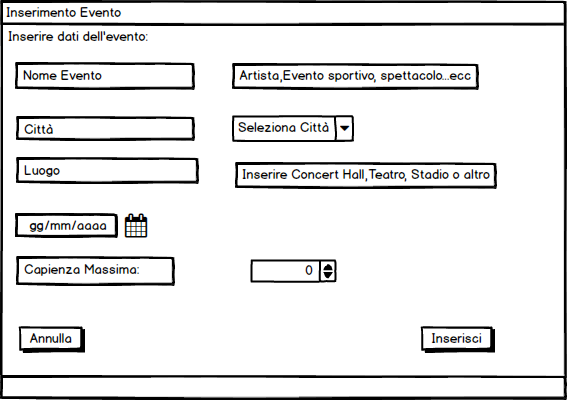 Inserimento Evento
Inserire dati dell'evento:
Nome Evento
Artista,Evento sportivo, spettacolo...ecc
Città
Seleziona Città
Luogo
Inserire Concert Hall,Teatro, Stadio o altro
gg/mm/aaaa
Capienza Massima:
0
Annulla
Inserisci